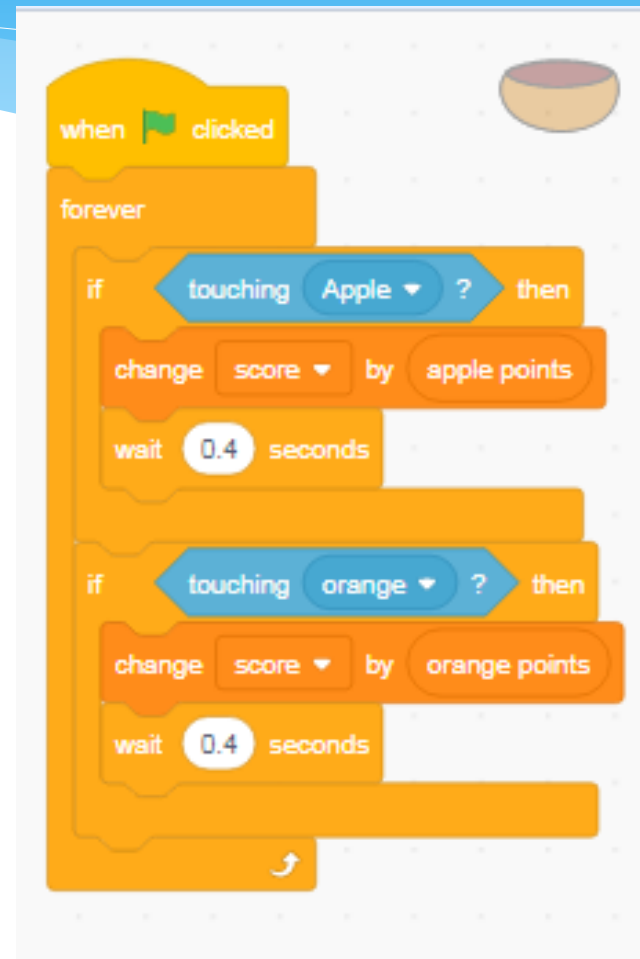 when clicked
forever
if touching Apple ? then
change score by apple points
wait 0.4 seconds
if touching orange ? then
change score by orange points
wait 0.4 seconds